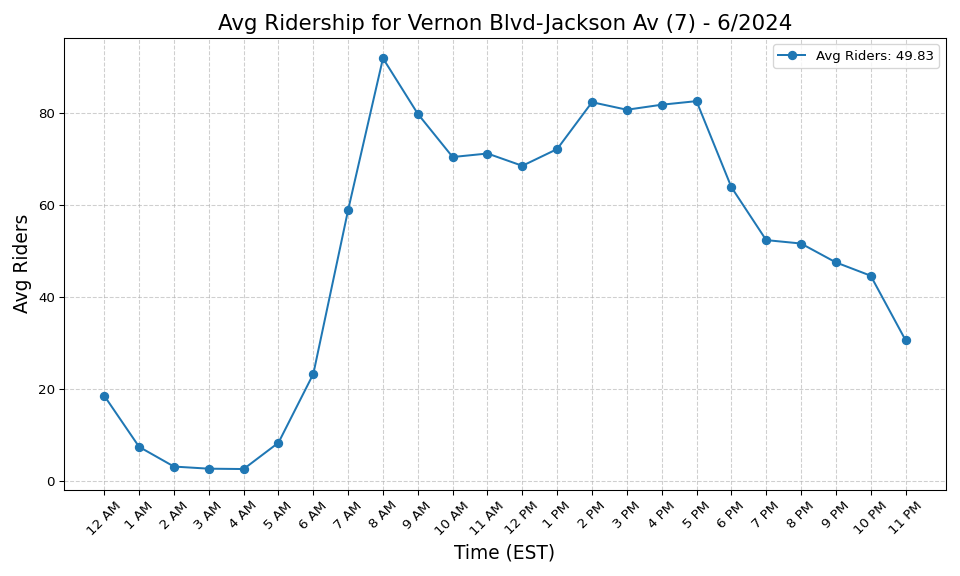 Avg Ridership for Vernon Blvd-Jackson Av (7) - 6/2024
Avg Riders: 49.83
Avg Riders
80
60
40
20
0
12 AM
1 AM
2 AM
3 AM
4 AM
5 AM
6 AM
7 AM
8 AM
9 AM
10 AM
11 AM
12 PM
1 PM
2 PM
3 PM
4 PM
5 PM
6 PM
7 PM
8 PM
9 PM
10 PM
11 PM
Time (EST)